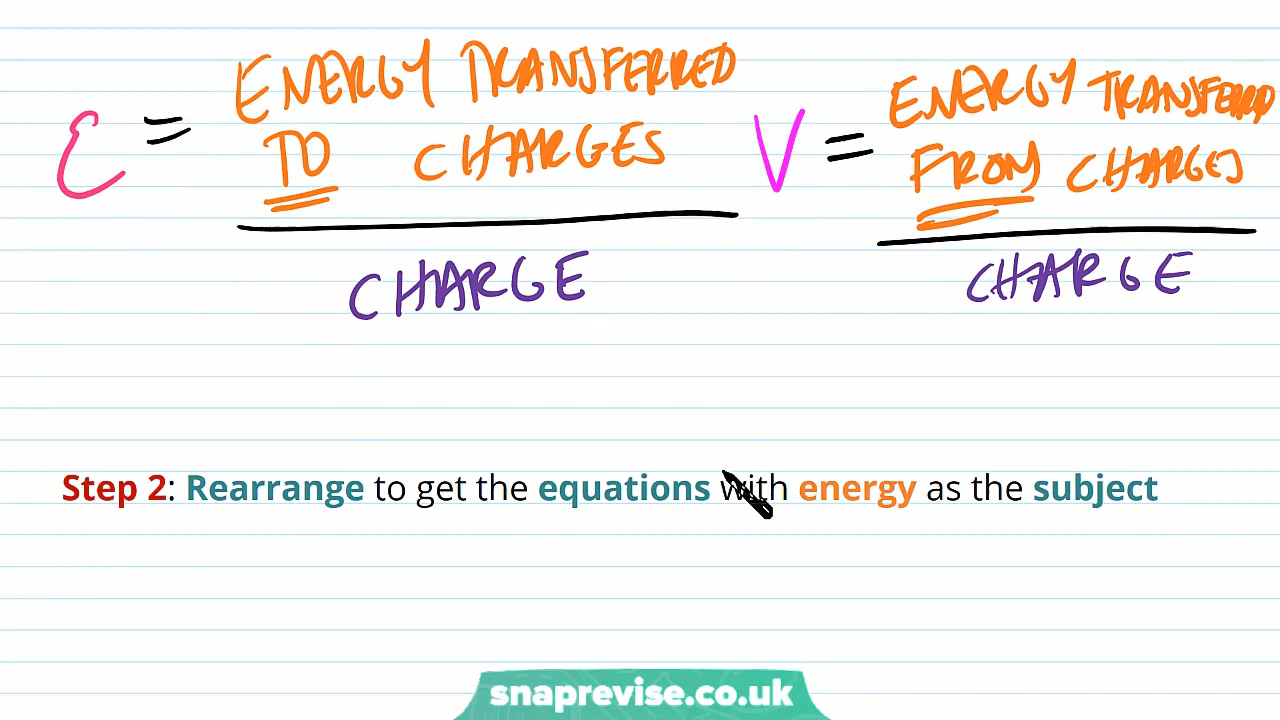 ε = ENERGY TRANSFERRED
TO CHARGES
CHARGE
V = ENERGY TRANSFERRED
FROM CHARGES
CHARGE
Step 2: Rearrange to get the equations with energy as the subject
snaprevise.co.uk